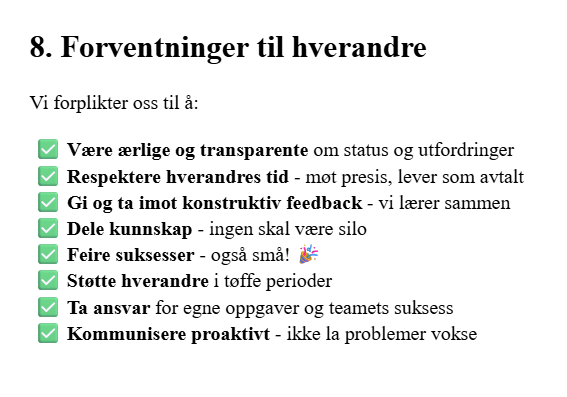 8. Forventninger til hverandre
Vi forplikter oss til å:
✅ Være ærlige og transparente om status og utfordringer
✅ Respektere hverandres tid - møt presis, lever som avtalt
✅ Gi og ta imot konstruktiv feedback - vi lærer sammen
✅ Dele kunnskap - ingen skal være silo
✅ Feire suksesser - også små! 🎉
✅ Støtte hverandre i tøffe perioder
✅ Ta ansvar for egne oppgaver og teamets suksess
✅ Kommunisere proaktivt - ikke la problemer vokse